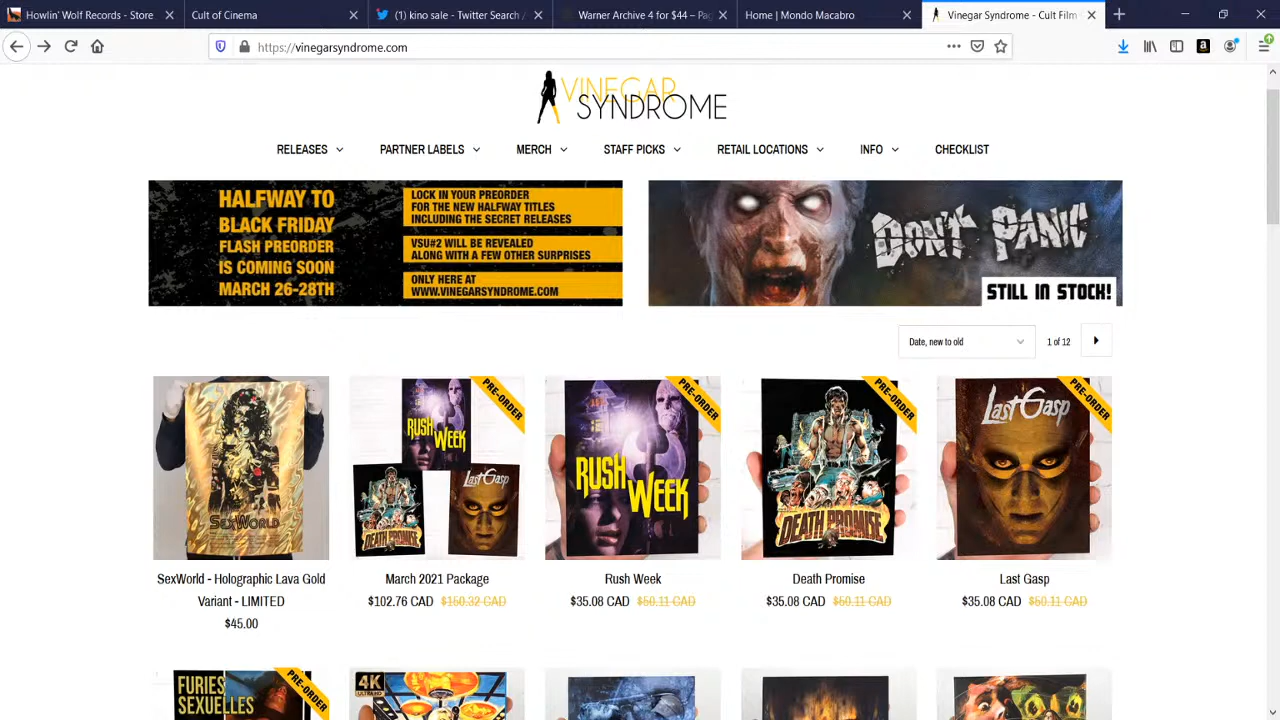 Howlin' Wolf Records - Store
Cult of Cinema
(1) kino sale - Twitter Search /
Warner Archive 4 for $44 – Pag
Home | Mondo Macabro
Vinegar Syndrome - Cult Film
https://vinegarsyndrome.com
VINEGAR
SYNDROME
RELEASES
PARTNER LABELS
MERCH
STAFF PICKS
RETAIL LOCATIONS
INFO
CHECKLIST
HALFWAY TO
BLACK FRIDAY
FLASH PREORDER
IS COMING SOON
MARCH 26-28TH
LOCK IN YOUR PREORDER
FOR THE NEW HALFWAY TITLES
INCLUDING THE SECRET RELEASES
VSU#2 WILL BE REVEALED
ALONG WITH A FEW OTHER SURPRISES
ONLY HERE AT
WWW.VINEGARSYNDROME.COM
DON'T PANIC
STILL IN STOCK!
Date, new to old
1 of 12
SEXWORLD
PRE-ORDER
RUSH
WEEK
DEATH PROMISE
Last Gasp
PRE-ORDER
RUSH
WEEK
PRE-ORDER
DEATH PROMISE
PRE-ORDER
Last Gasp
SexWorld - Holographic Lava Gold
Variant - LIMITED
$45.00
March 2021 Package
$102.76 CAD $150.32 CAD
Rush Week
$35.08 CAD $50.11 CAD
Death Promise
$35.08 CAD $50.11 CAD
Last Gasp
$35.08 CAD $50.11 CAD
FURIES
SEXUELLES
PRE-ORDER
4K
ULTRAHD